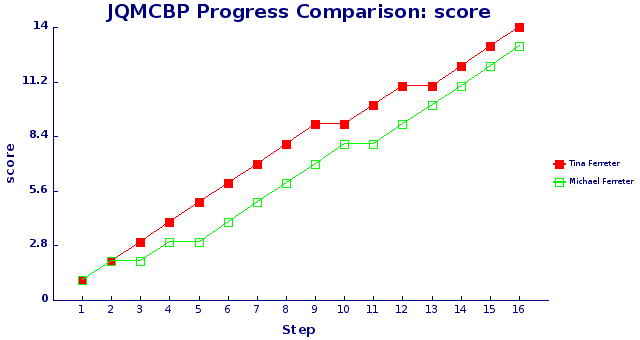 JQMCBP Progress Comparison: score
14
11.2
8.4
5.6
2.8
0
score
1 2 3 4 5 6 7 8 9 10 11 12 13 14 15 16
Step
Tina Ferreter
Michael Ferreter